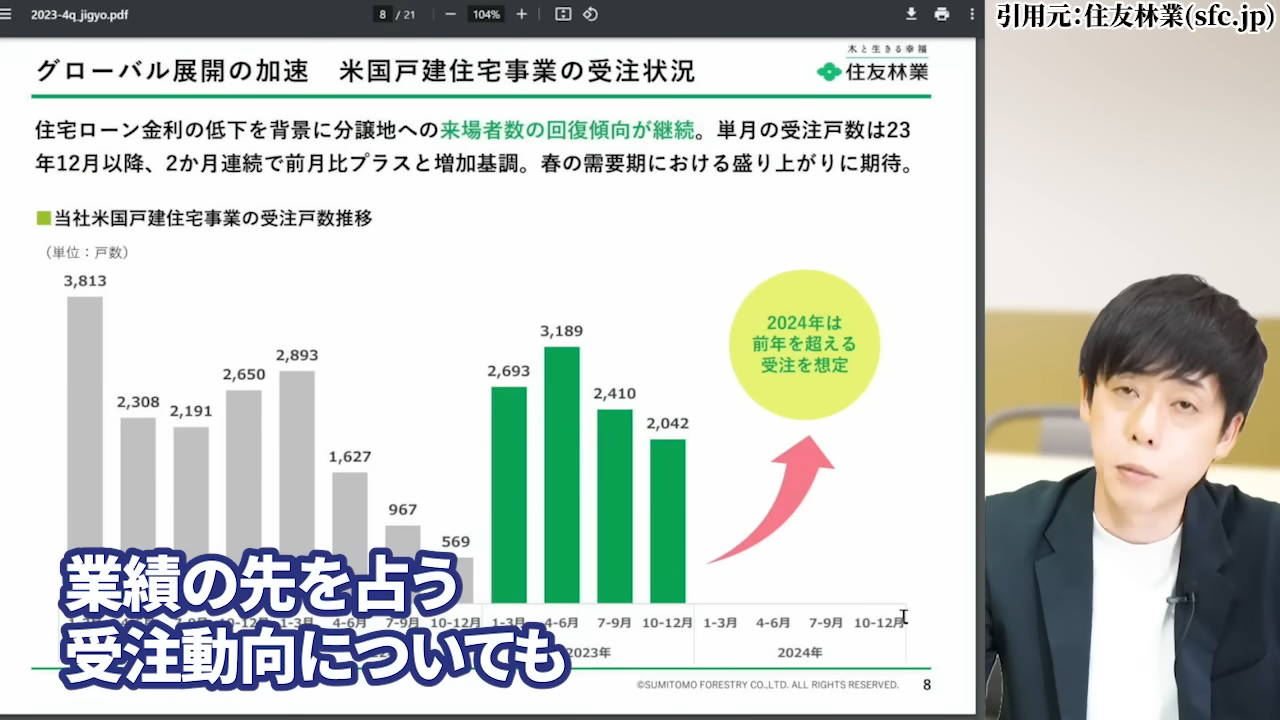 2023-4q_jigyo.pdf
8 / 21
104%
引用元：住友林業(sfc.jp)
グローバル展開の加速　米国戸建住宅事業の受注状況
木と生きる幸福
住友林業
住宅ローン金利の低下を背景に分譲地への来場者数の回復傾向が継続。単月の受注戸数は23
年12月以降、2か月連続で前月比プラスと増加基調。春の需要期における盛り上がりに期待。
■当社米国戸建住宅事業の受注戸数推移
（単位：戸数）
3,813
2,308
2,191
2,650
2,893
1,627
967
569
2,693
3,189
2,410
2,042
2024年は
前年を超える
受注を想定
業績の先を占う
受注動向についても
4-6月
7-9月
10-12月
1-3月
4-6月
7-9月
10-12月
1-3月
4-6月
7-9月
10-12月
2023年
2024年
©SUMITOMO FORESTRY CO.,LTD. ALL RIGHTS RESERVED.
8